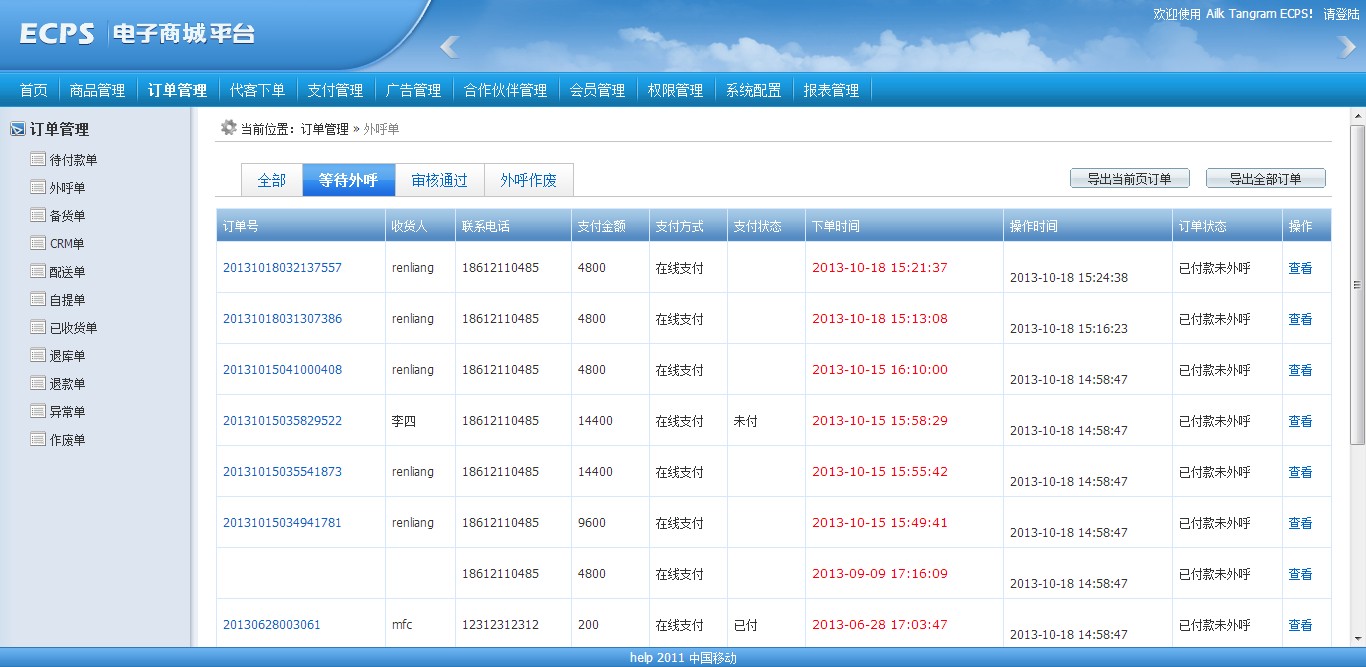 欢迎使用 Ailk Tangram ECPS! 请登陆
ECPS 电子商城平台
首页 商品管理 订单管理 代客下单 支付管理 广告管理 合作伙伴管理 会员管理 权限管理 系统配置 报表管理
订单管理
待付款单
外呼单
备货单
CRM单
配送单
自提单
已收货单
退库单
退款单
异常单
作废单
当前位置：订单管理 » 外呼单
全部 等待外呼 审核通过 外呼作废 导出当前页订单 导出全部订单
订单号 收货人 联系电话 支付金额 支付方式 支付状态 下单时间 操作时间 订单状态 操作
20131018032137557 renliang 18612110485 4800 在线支付 2013-10-18 15:21:37 2013-10-18 15:24:38 已付款未外呼 查看
20131018031307386 renliang 18612110485 4800 在线支付 2013-10-18 15:13:08 2013-10-18 15:16:23 已付款未外呼 查看
20131015041000408 renliang 18612110485 4800 在线支付 2013-10-15 16:10:00 2013-10-18 14:58:47 已付款未外呼 查看
20131015035829522 李四 18612110485 14400 在线支付 未付 2013-10-15 15:58:29 2013-10-18 14:58:47 已付款未外呼 查看
20131015035541873 renliang 18612110485 14400 在线支付 2013-10-15 15:55:42 2013-10-18 14:58:47 已付款未外呼 查看
20131015034941781 renliang 18612110485 9600 在线支付 2013-10-15 15:49:41 2013-10-18 14:58:47 已付款未外呼 查看
18612110485 4800 在线支付 2013-09-09 17:16:09 2013-10-18 14:58:47 已付款未外呼 查看
20130628003061 mfc 12312312312 200 在线支付 已付 2013-06-28 17:03:47 2013-10-18 14:58:47 已付款未外呼 查看
help 2011 中国移动